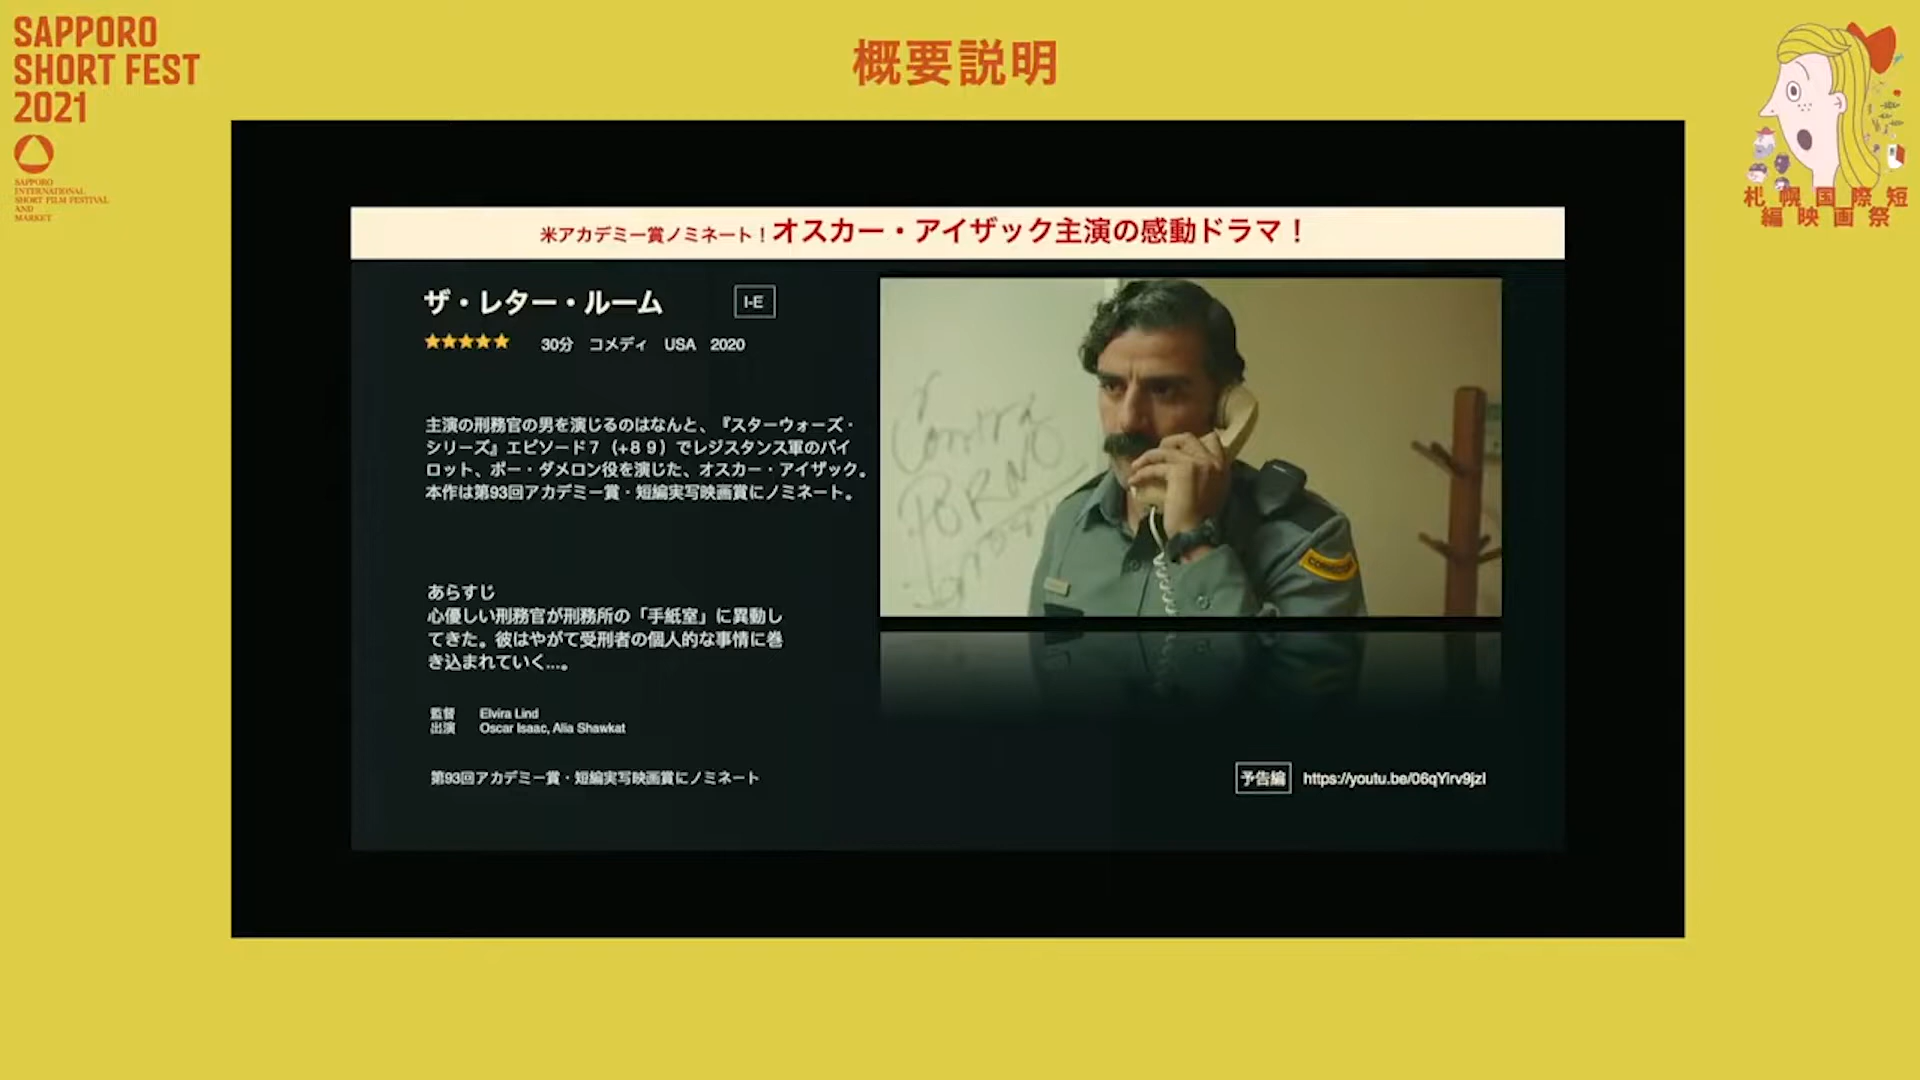 SAPPORO
SHORT FEST
2021
SAPPORO
INTERNATIONAL
SHORT FILM FESTIVAL
AND
MARKET
概要説明
札幌国際短
編映画祭
米アカデミー賞ノミネート！オスカー・アイザック主演の感動ドラマ！
ザ・レター・ルーム
I-E
30分 コメディ USA 2020
主演の刑務官の男を演じるのはなんと、『スターウォーズ・
シリーズ』エピソード７（+８９）でレジスタンス軍のパイ
ロット、ポー・ダメロン役を演じた、オスカー・アイザック。
本作は第93回アカデミー賞・短編実写映画賞にノミネート。
あらすじ
心優しい刑務官が刑務所の「手紙室」に異動し
てきた。彼はやがて受刑者の個人的な事情に巻
き込まれていく...。
監督 Elvira Lind
出演 Oscar Isaac, Alia Shawkat
第93回アカデミー賞・短編実写映画賞にノミネート
予告編 https://youtu.be/06qYirv9jzI
PORNO